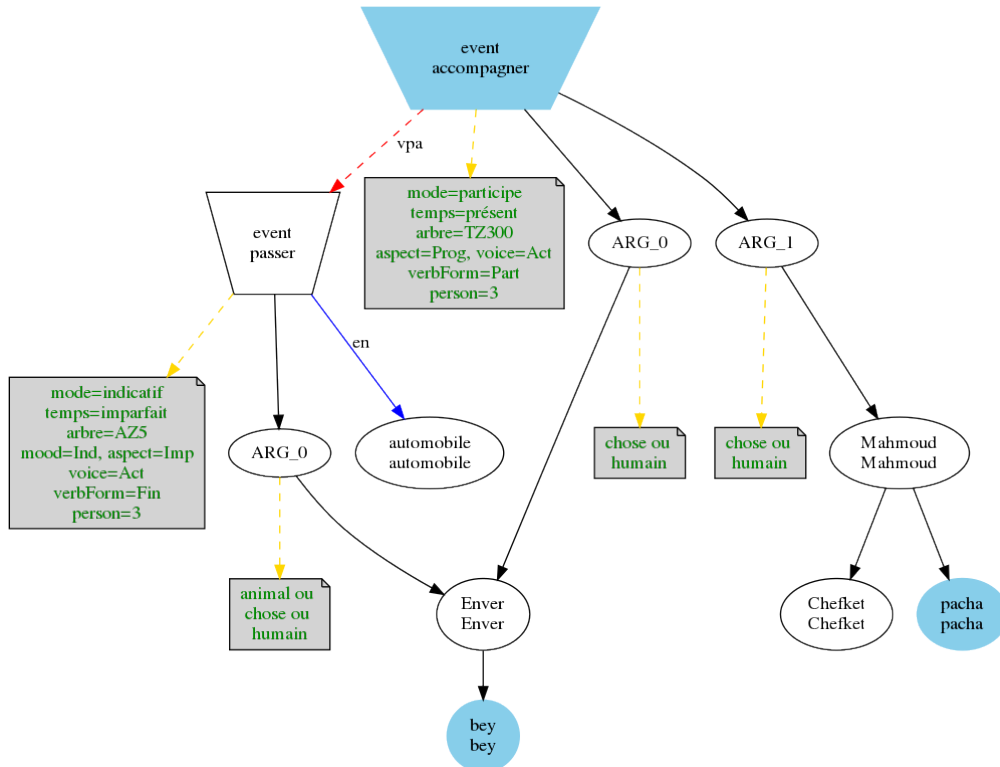 event
accompagner
vpa
mode=participe
temps=présent
arbre=TZ300
aspect=Prog, voice=Act
verbForm=Part
person=3
event
passer
ARG_0
ARG_1
en
mode=indicatif
temps=imparfait
arbre=AZ5
mood=Ind, aspect=Imp
voice=Act
verbForm=Fin
person=3
ARG_0
automobile
automobile
chose ou
humain
chose ou
humain
Mahmoud
Mahmoud
animal ou
chose ou
humain
Enver
Enver
Chefket
Chefket
pacha
pacha
bey
bey